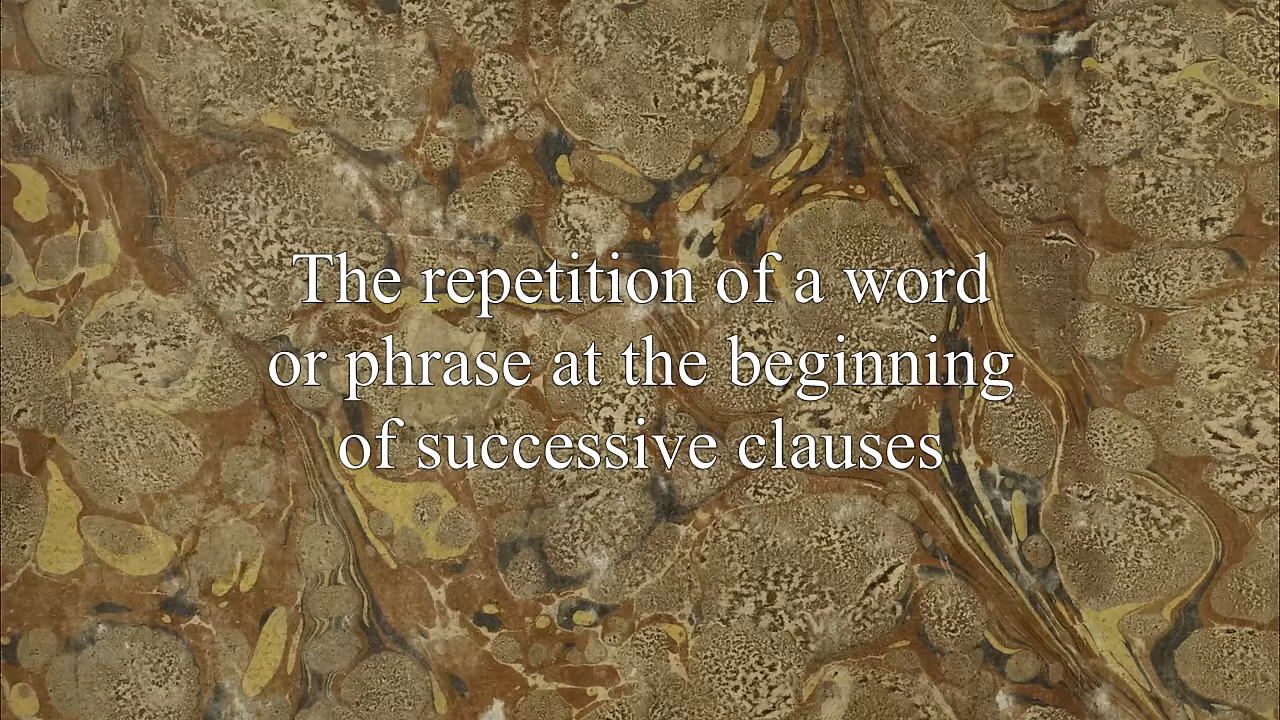 The repetition of a word
or phrase at the beginning
of successive clauses